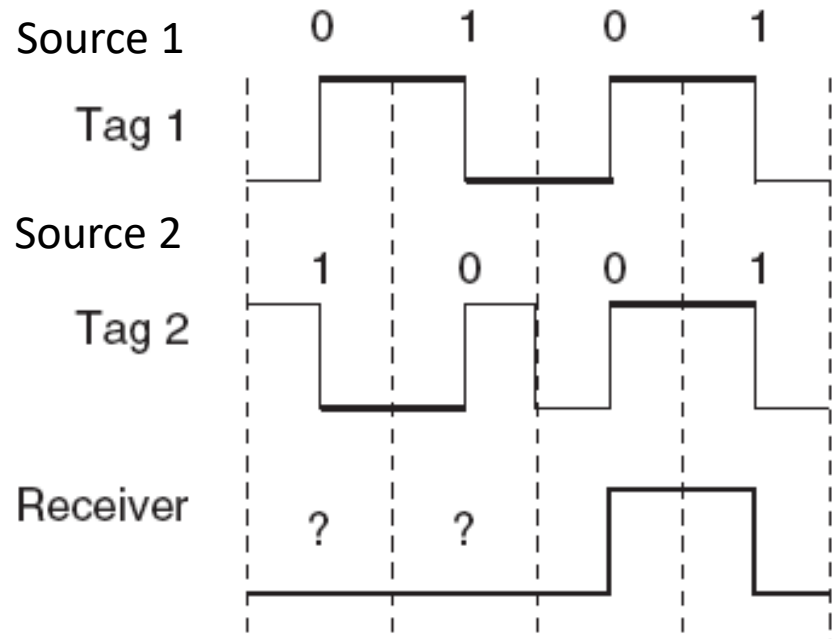 Source 1 0 1 0 1
Tag 1
Source 2
1 0 0 1
Tag 2
Receiver ? ?